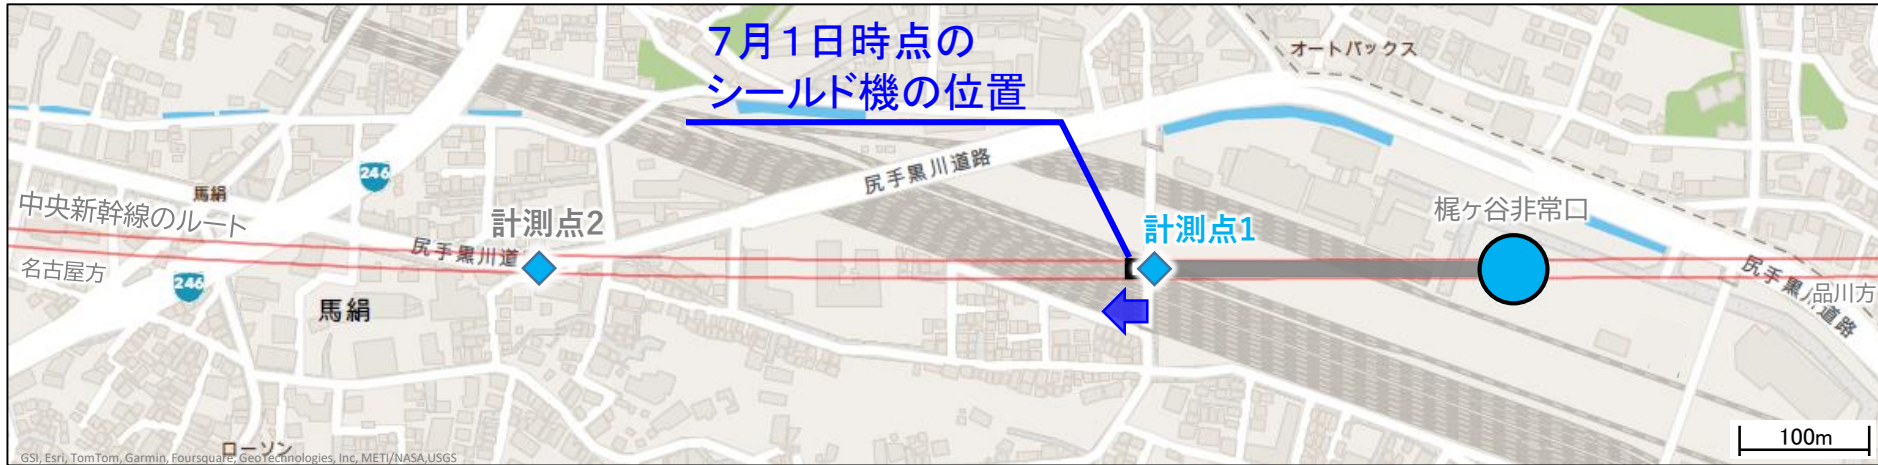 7月1日時点の
シールド機の位置
オートバックス
尻手黒川道路
246
馬絹
中央新幹線のルート
計測点2
計測点1
梶ヶ谷非常口
尻手黒川道
名古屋方
246
馬絹
尻手黒川道路
品川方
ローソン
100m
GSI, Esri, TomTom, Garmin, Foursquare, GeoTechnologies, Inc, METI/NASA,USGS